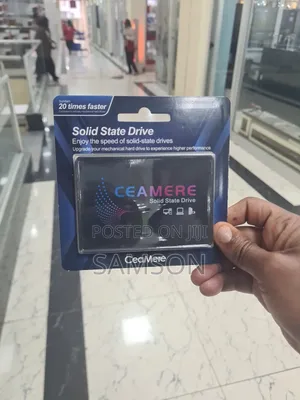 20 times faster
Solid State Drive
Enjoy the speed of solid-state drives
Upgrade your mechanical hard drive to experience higher performance
CEAMERE
Solid State Drive
POSTED ON JIJI
SAMSON
CeaMere